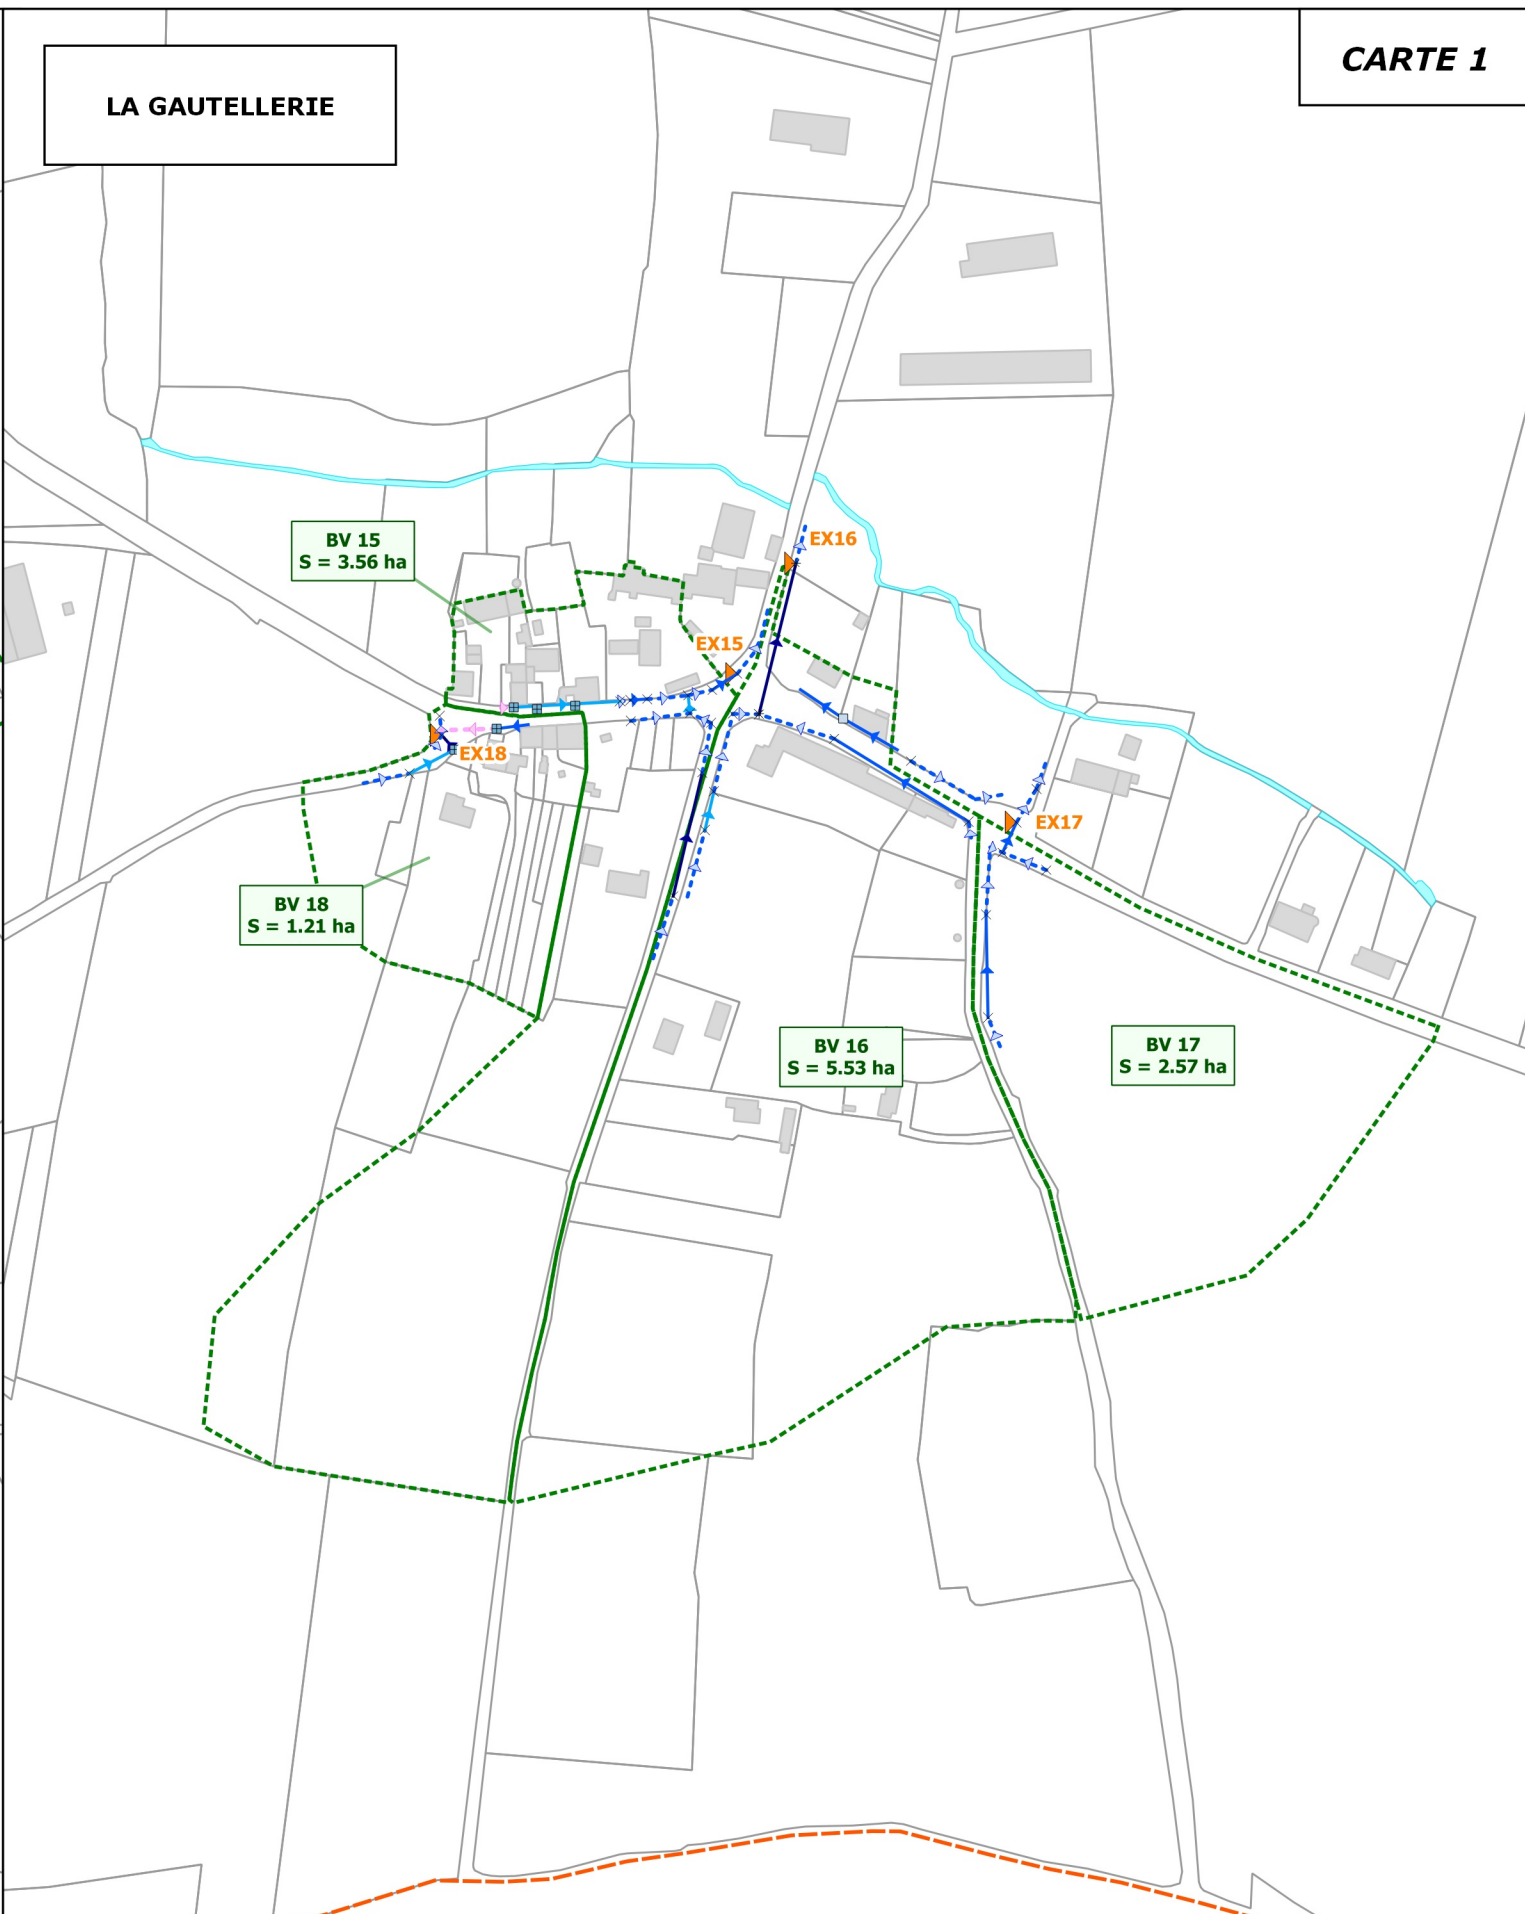 CARTE 1
LA GAUTELLERIE
EX16
BV 15
S = 3.56 ha
EX15
EX18
EX17
BV 18
S = 1.21 ha
BV 16
S = 5.53 ha
BV 17
S = 2.57 ha